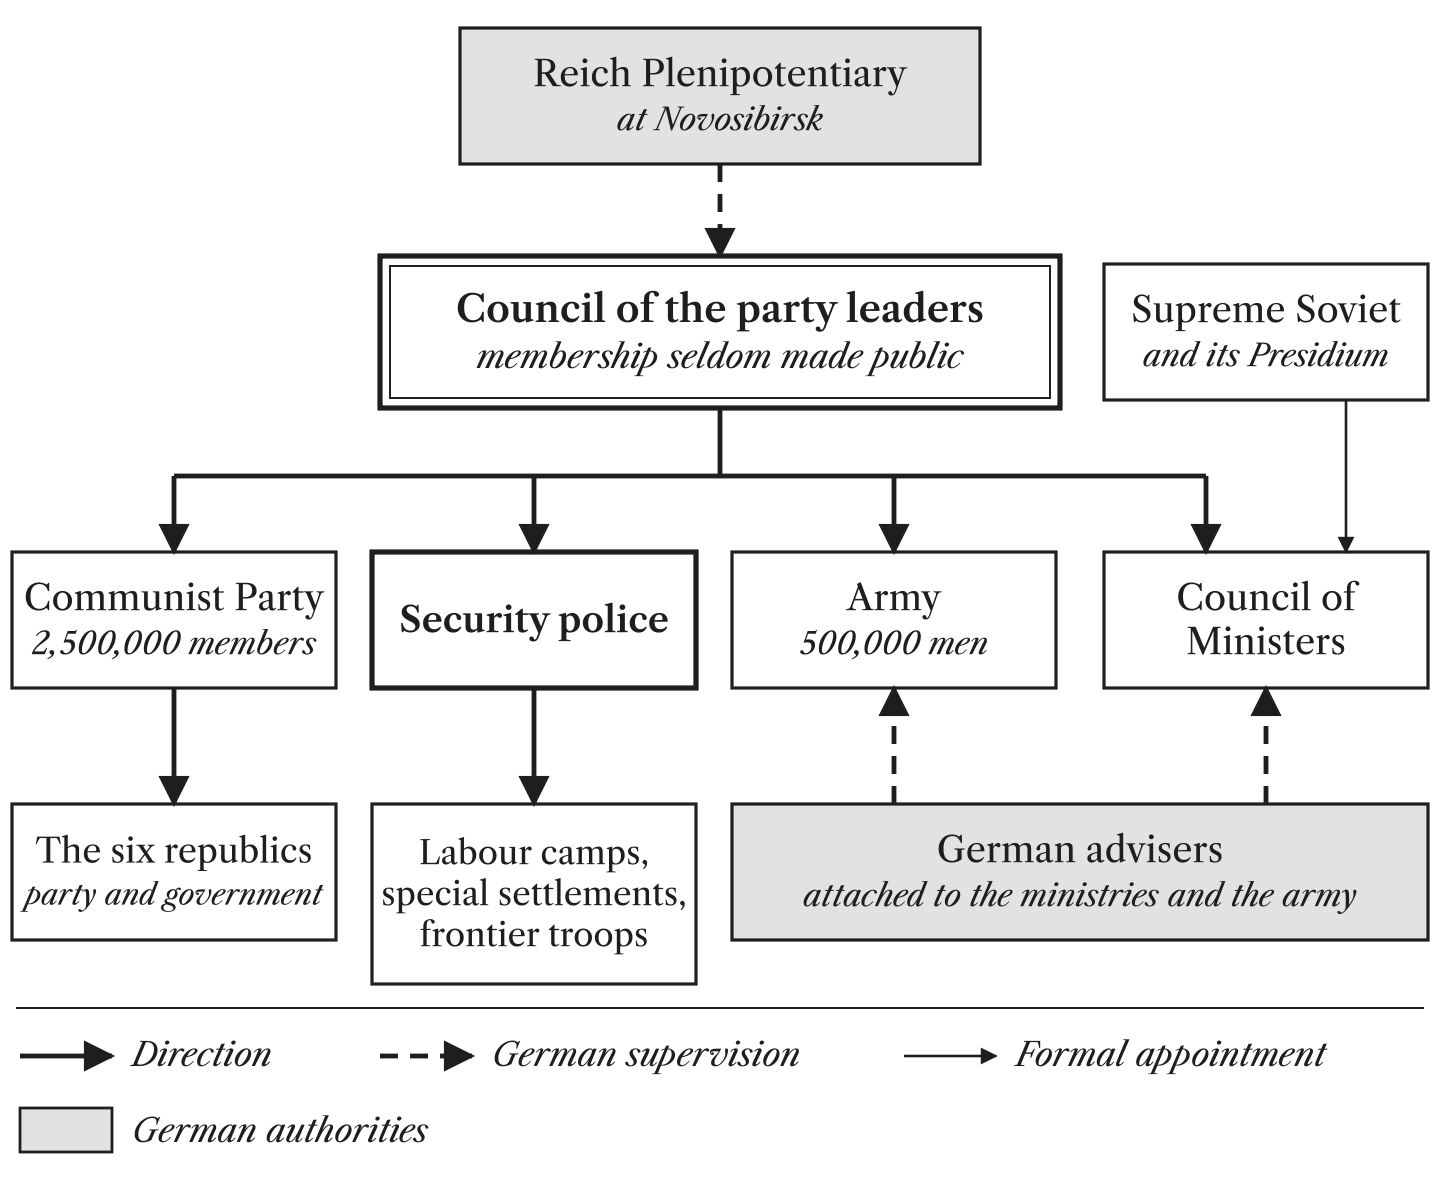 Reich Plenipotentiary
at Novosibirsk
Council of the party leaders
membership seldom made public
Supreme Soviet
and its Presidium
Communist Party
2,500,000 members
Security police
Army
500,000 men
Council of
Ministers
The six republics
party and government
Labour camps,
special settlements,
frontier troops
German advisers
attached to the ministries and the army
Direction
German supervision
Formal appointment
German authorities